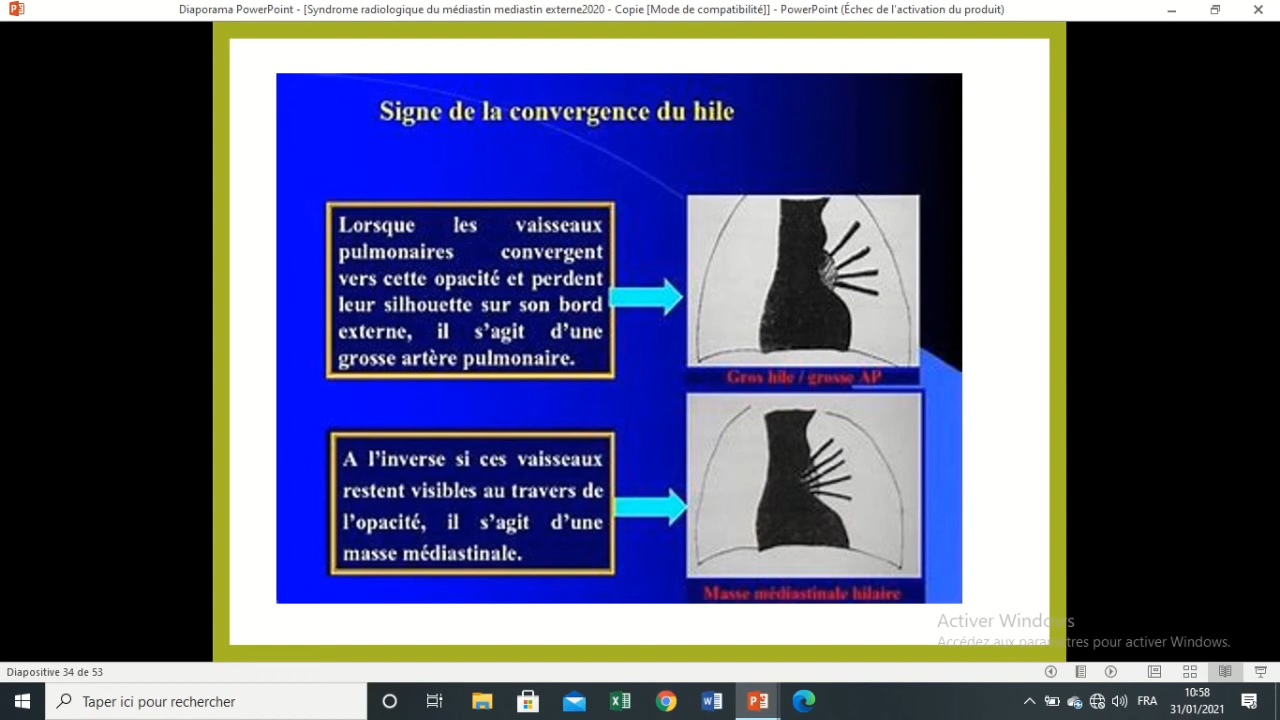 Diaporama PowerPoint - [Syndrome radiologique du médiastin mediastin externe2020 - Copie [Mode de compatibilité]] - PowerPoint (Échec de l'activation du produit)
Signe de la convergence du hile
Lorsque les vaisseaux
pulmonaires convergent
vers cette opacité et perdent
leur silhouette sur son bord
externe, il s'agit d'une
grosse artère pulmonaire.
Gros hile / grosse AP
A l'inverse si ces vaisseaux
restent visibles au travers de
l'opacité, il s'agit d'une
masse médiastinale.
Masse médiastinale hilaire
Activer Windows
Accédez aux paramètres pour activer Windows.
Diapositive 34 de 53
Taper ici pour rechercher
FRA
10:58
31/01/2021